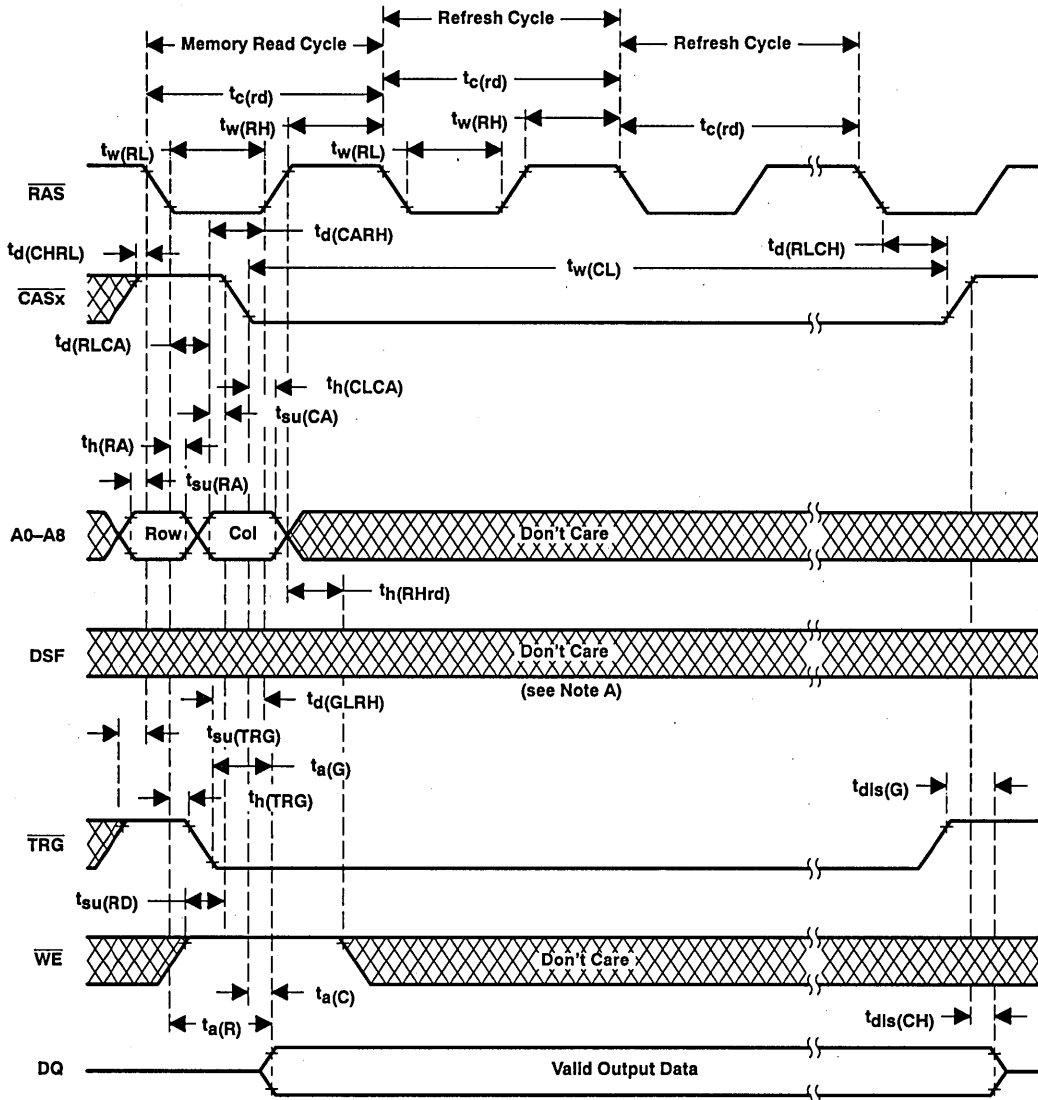 Refresh Cycle
Memory Read Cycle
Refresh Cycle
tc(rd)
tc(rd)
tw(RH)
tw(RH)
tc(rd)
tw(RL)
tw(RL)
RAS
td(CHRL)
td(CARH)
td(RLCH)
tw(CL)
CASx
td(RLCA)
th(CLCA)
tsu(CA)
th(RA)
tsu(RA)
A0–A8
Row
Col
Don't Care
th(RHrd)
DSF
Don't Care
(see Note A)
td(GLRH)
tsu(TRG)
ta(G)
tdis(G)
th(TRG)
TRG
tsu(RD)
WE
Don't Care
ta(C)
ta(R)
tdis(CH)
DQ
Valid Output Data